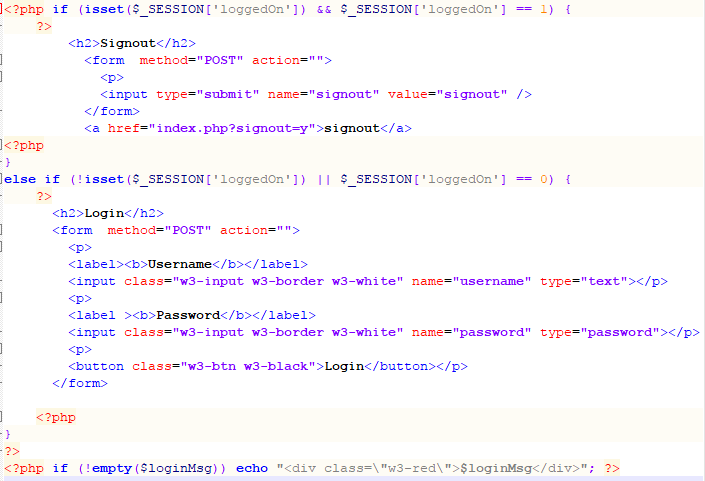 <?php if (isset($_SESSION['loggedOn']) && $_SESSION['loggedOn'] == 1) {
    ?>
        <h2>Signout</h2>
          <form  method="POST" action="">
            <p>
            <input type="submit" name="signout" value="signout" />
          </form>
          <a href="index.php?signout=y">signout</a>
<?php
}
else if (!isset($_SESSION['loggedOn']) || $_SESSION['loggedOn'] == 0) {
    ?>
      <h2>Login</h2>
      <form  method="POST" action="">
        <p>
        <label><b>Username</b></label>
        <input class="w3-input w3-border w3-white" name="username" type="text"></p>
        <p>
        <label ><b>Password</b></label>
        <input class="w3-input w3-border w3-white" name="password" type="password"></p>
        <p>
        <button class="w3-btn w3-black">Login</button></p>
      </form>

    <?php
}
?>
<?php if (!empty($loginMsg)) echo "<div class=\"w3-red\">$loginMsg</div>"; ?>